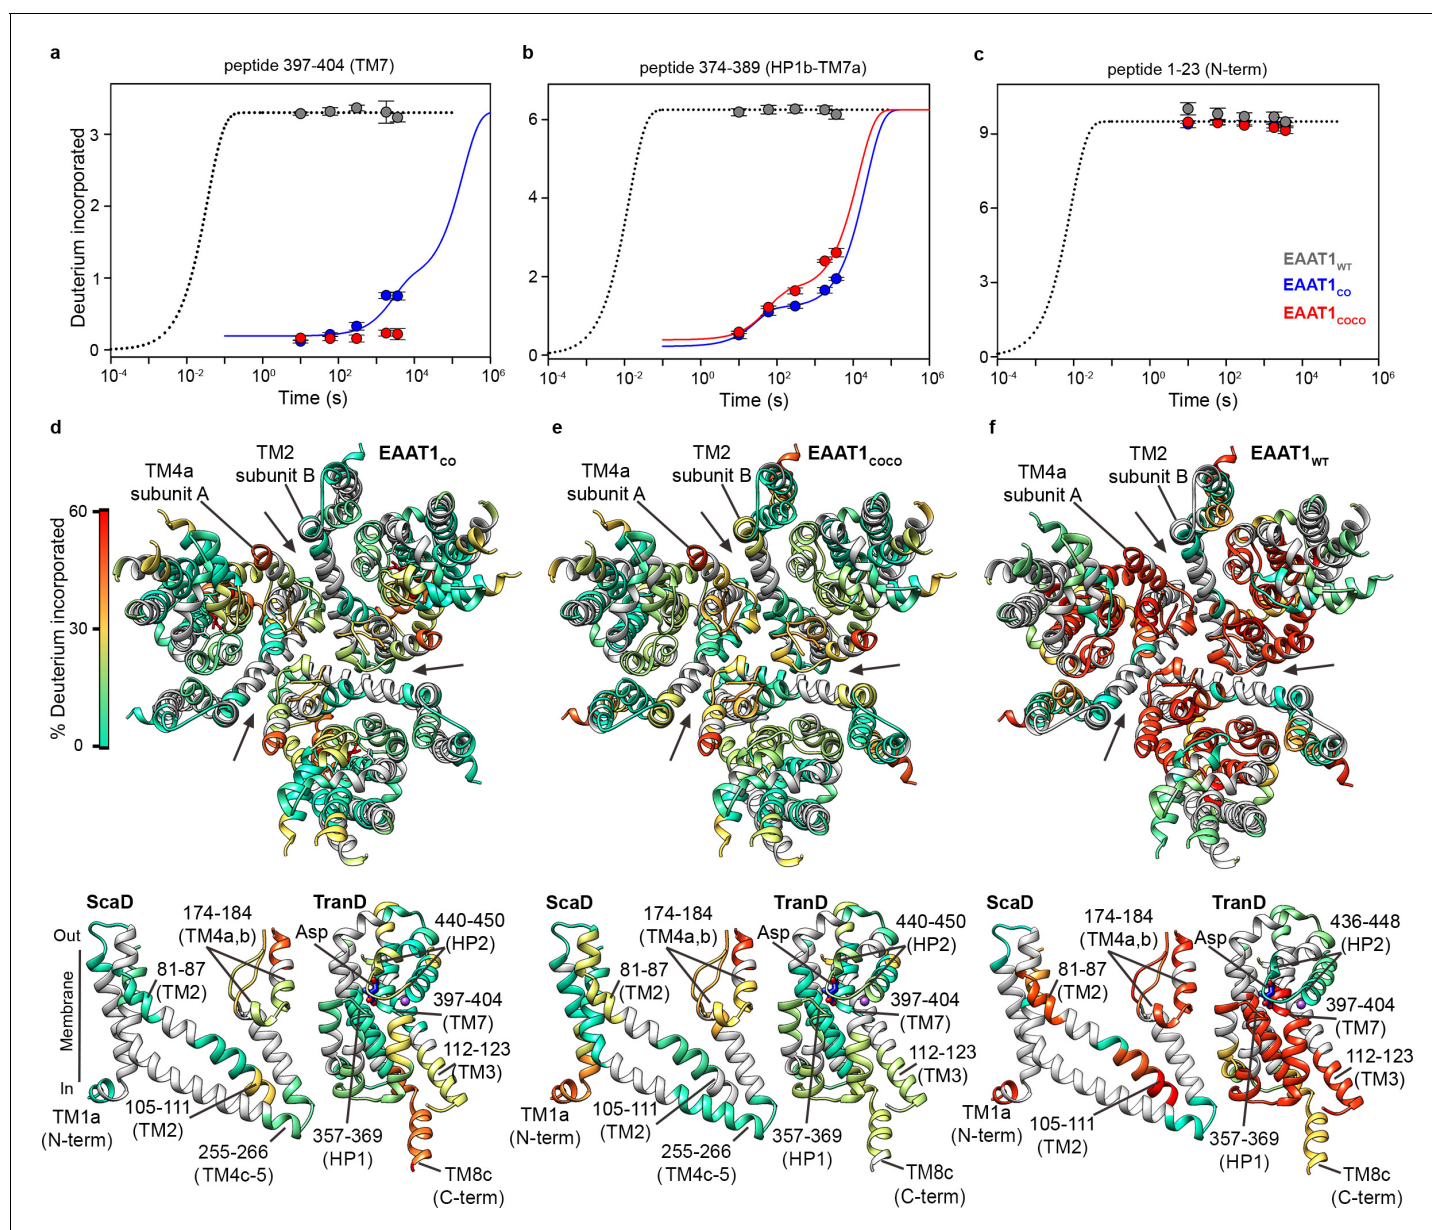 a
peptide 397-404 (TM7)
b
peptide 374-389 (HP1b-TM7a)
c
peptide 1-23 (N-term)
Deuterium incorporated
3
2
1
0
10-4
10-2
100
102
104
106
Time (s)
6
4
2
0
10-4
10-2
100
102
104
106
Time (s)
9
6
3
0
10-4
10-2
100
102
104
106
Time (s)
EAAT1WT
EAAT1CO
EAAT1COCO
d
TM4a
subunit A
TM2
subunit B
EAAT1CO
e
TM4a
subunit A
TM2
subunit B
EAAT1COCO
f
TM4a
subunit A
TM2
subunit B
EAAT1WT
% Deuterium incorporated
60
30
0
ScaD
174-184
(TM4a,b)
TranD
Asp
440-450
(HP2)
Out
Membrane
In
81-87
(TM2)
397-404
(TM7)
112-123
(TM3)
TM1a
(N-term)
105-111
(TM2)
255-266
(TM4c-5)
357-369
(HP1)
TM8c
(C-term)
ScaD
174-184
(TM4a,b)
TranD
Asp
440-450
(HP2)
81-87
(TM2)
397-404
(TM7)
112-123
(TM3)
TM1a
(N-term)
105-111
(TM2)
255-266
(TM4c-5)
357-369
(HP1)
TM8c
(C-term)
ScaD
174-184
(TM4a,b)
TranD
Asp
436-448
(HP2)
81-87
(TM2)
397-404
(TM7)
112-123
(TM3)
TM1a
(N-term)
105-111
(TM2)
357-369
(HP1)
TM8c
(C-term)